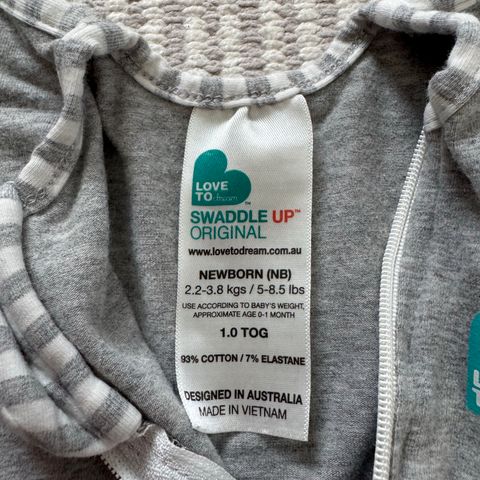 LOVE
TO dream
SWADDLE UP™
ORIGINAL
www.lovetodream.com.au
NEWBORN (NB)
2.2-3.8 kgs / 5-8.5 lbs
USE ACCORDING TO BABY'S WEIGHT,
APPROXIMATE AGE 0-1 MONTH
1.0 TOG
93% COTTON / 7% ELASTANE
DESIGNED IN AUSTRALIA
MADE IN VIETNAM